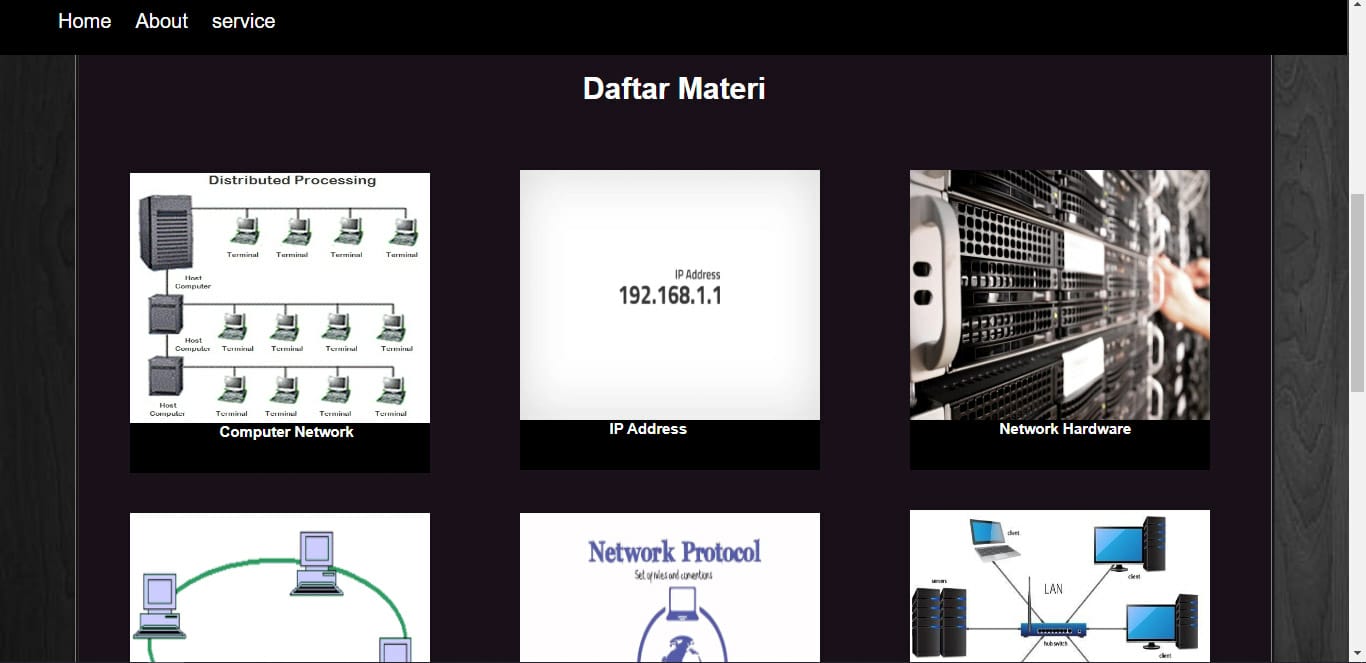 Home About service
Daftar Materi
Distributed Processing
Terminal Terminal Terminal Terminal
Host
Computer
Host
Computer
Terminal Terminal Terminal Terminal
Host
Computer
Terminal Terminal Terminal Terminal
Computer Network
IP Address
192.168.1.1
IP Address
Network Hardware
Network Protocol
Set of rules and conventions
client
client
servers
LAN
hub switch
client